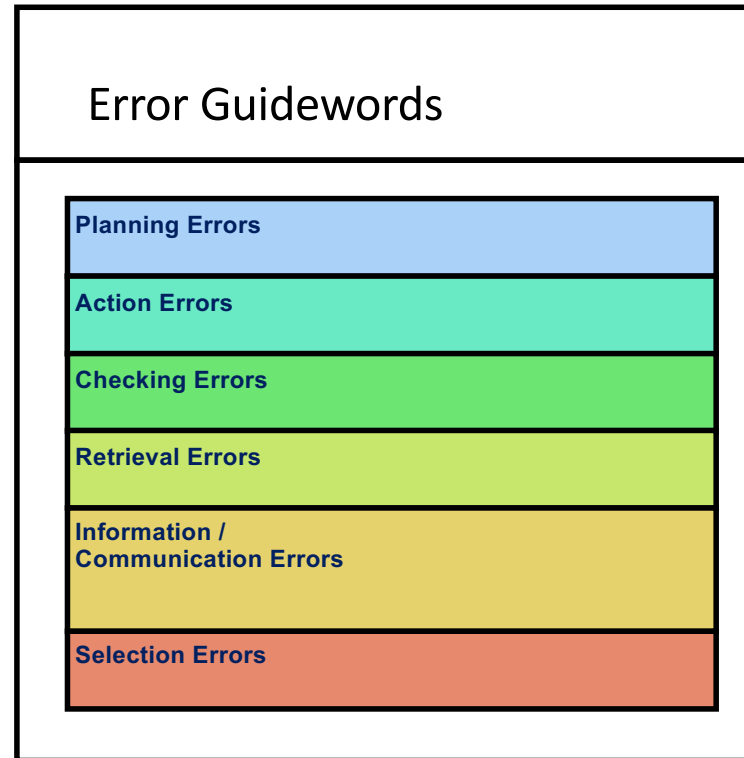 Error Guidewords
Planning Errors
Action Errors
Checking Errors
Retrieval Errors
Information /
Communication Errors
Selection Errors